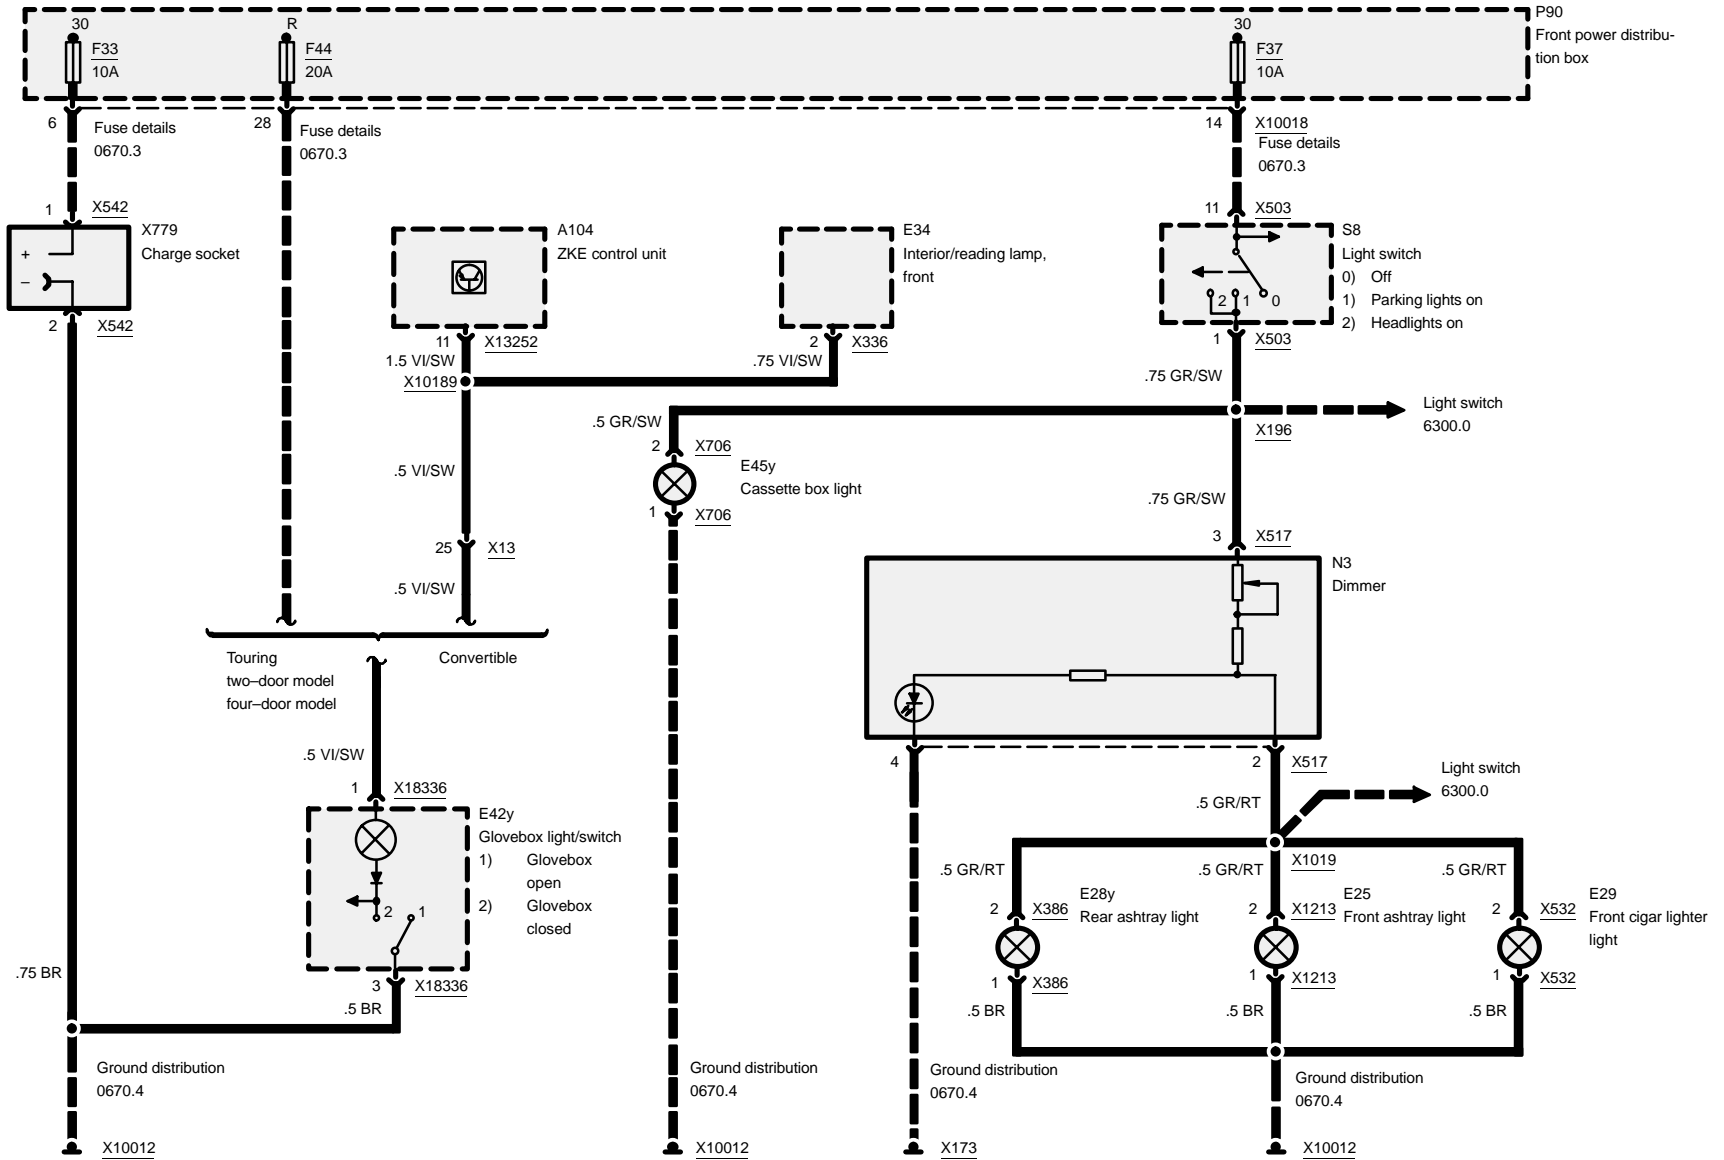 P90
30
R
30
Front power distribu-
tion box
F33
F44
F37
10A
20A
10A
6
Fuse details
0670.3
28
Fuse details
0670.3
14
X10018
Fuse details
0670.3
1
X542
X779
Charge socket
+
–
2
X542
A104
ZKE control unit
11
X13252
1.5 VI/SW
X10189
E34
Interior/reading lamp,
front
2
X336
.75 VI/SW
11
X503
S8
Light switch
0) Off
1) Parking lights on
2) Headlights on
2
1
0
1
X503
.75 GR/SW
Light switch
6300.0
X196
.5 GR/SW
2
X706
E45y
Cassette box light
1
X706
.5 VI/SW
25
X13
.5 VI/SW
.75 GR/SW
3
X517
N3
Dimmer
Touring
two–door model
four–door model
Convertible
.5 VI/SW
1
X18336
E42y
Glovebox light/switch
1) Glovebox
open
2) Glovebox
closed
2
1
3
X18336
.5 BR
.75 BR
4
2
X517
Light switch
6300.0
.5 GR/RT
X1019
.5 GR/RT
.5 GR/RT
.5 GR/RT
2
X386
E28y
Rear ashtray light
2
X1213
E25
Front ashtray light
2
X532
E29
Front cigar lighter
light
1
X386
1
X1213
1
X532
.5 BR
.5 BR
.5 BR
Ground distribution
0670.4
Ground distribution
0670.4
Ground distribution
0670.4
Ground distribution
0670.4
X10012
X10012
X173
X10012